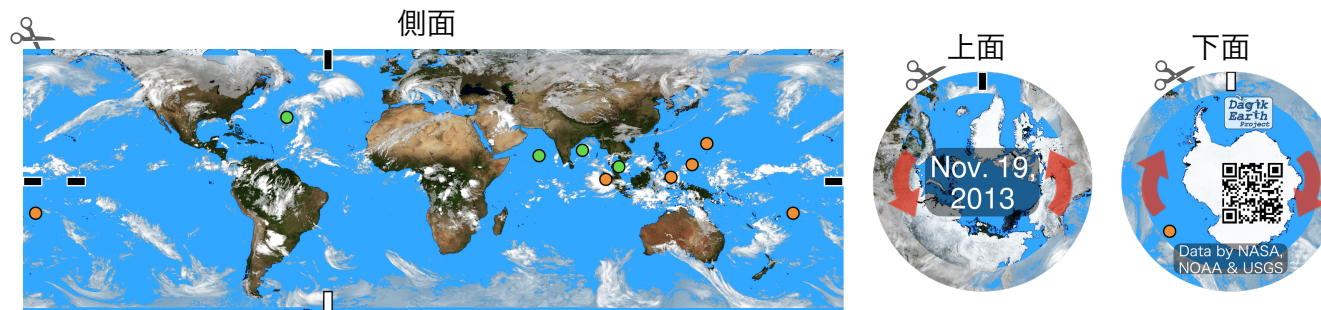 側面
上面
下面
Nov. 19,
2013
Dagik
Earth
Project
Data by NASA,
NOAA & USGS